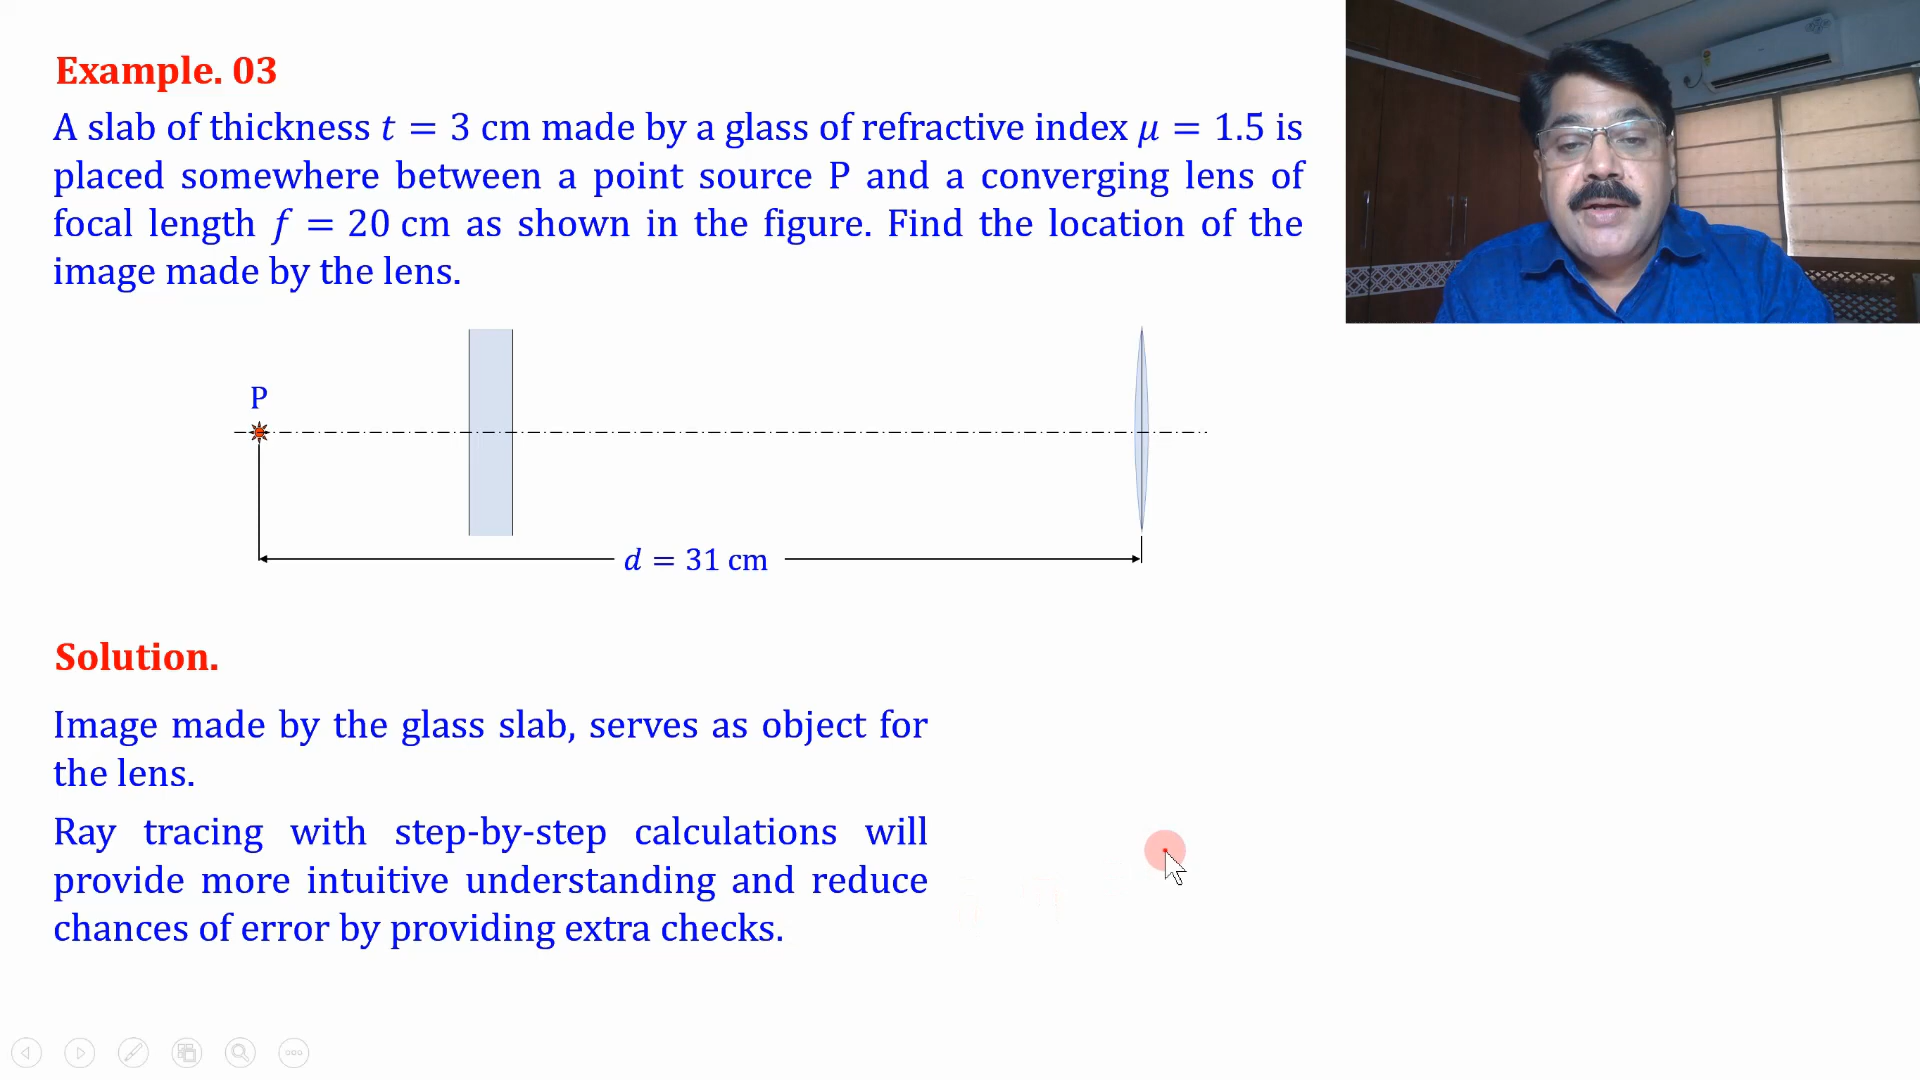 Example. 03
A slab of thickness t = 3 cm made by a glass of refractive index μ = 1.5 is
placed somewhere between a point source P and a converging lens of
focal length f = 20 cm as shown in the figure. Find the location of the
image made by the lens.
P
d = 31 cm
Solution.
Image made by the glass slab, serves as object for
the lens.
Ray tracing with step-by-step calculations will
provide more intuitive understanding and reduce
chances of error by providing extra checks.